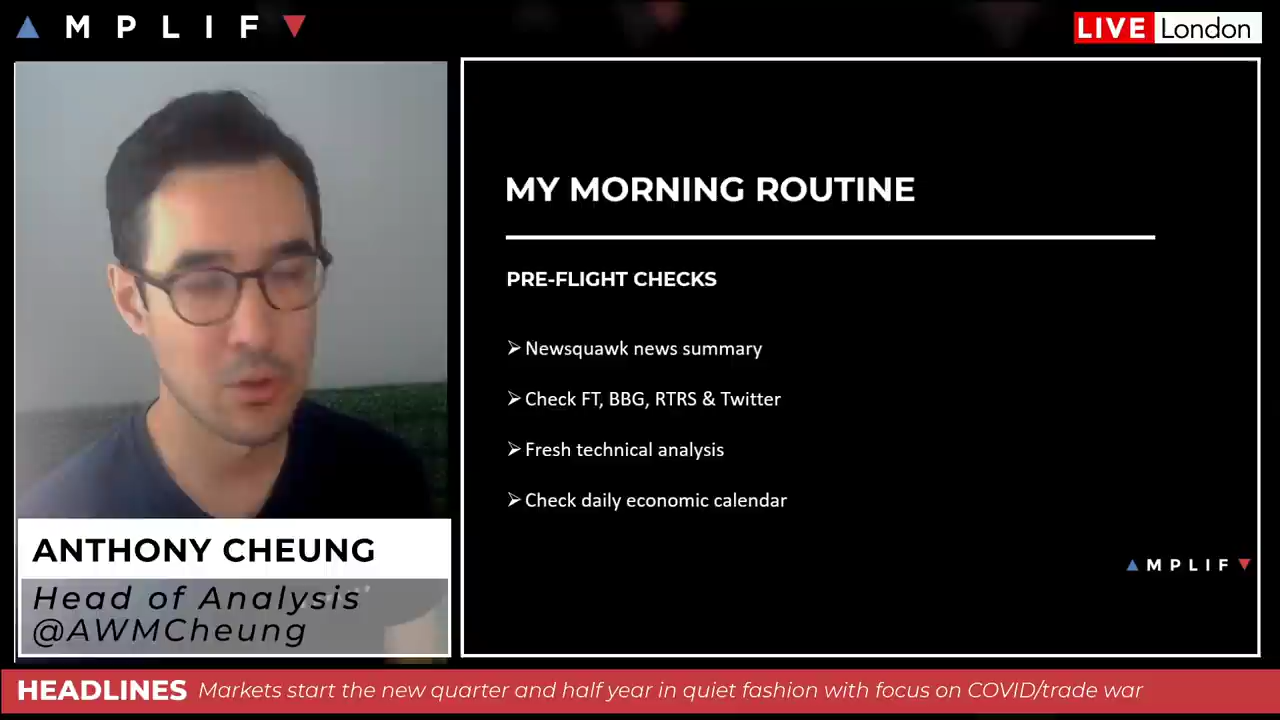 ▲ M P L I F ▼
LIVE London
MY MORNING ROUTINE
PRE-FLIGHT CHECKS
➢ Newsquawk news summary
➢ Check FT, BBG, RTRS & Twitter
➢ Fresh technical analysis
➢ Check daily economic calendar
▲ M P L I F ▼
ANTHONY CHEUNG
Head of Analysis
@AWMCheung
HEADLINES Markets start the new quarter and half year in quiet fashion with focus on COVID/trade war